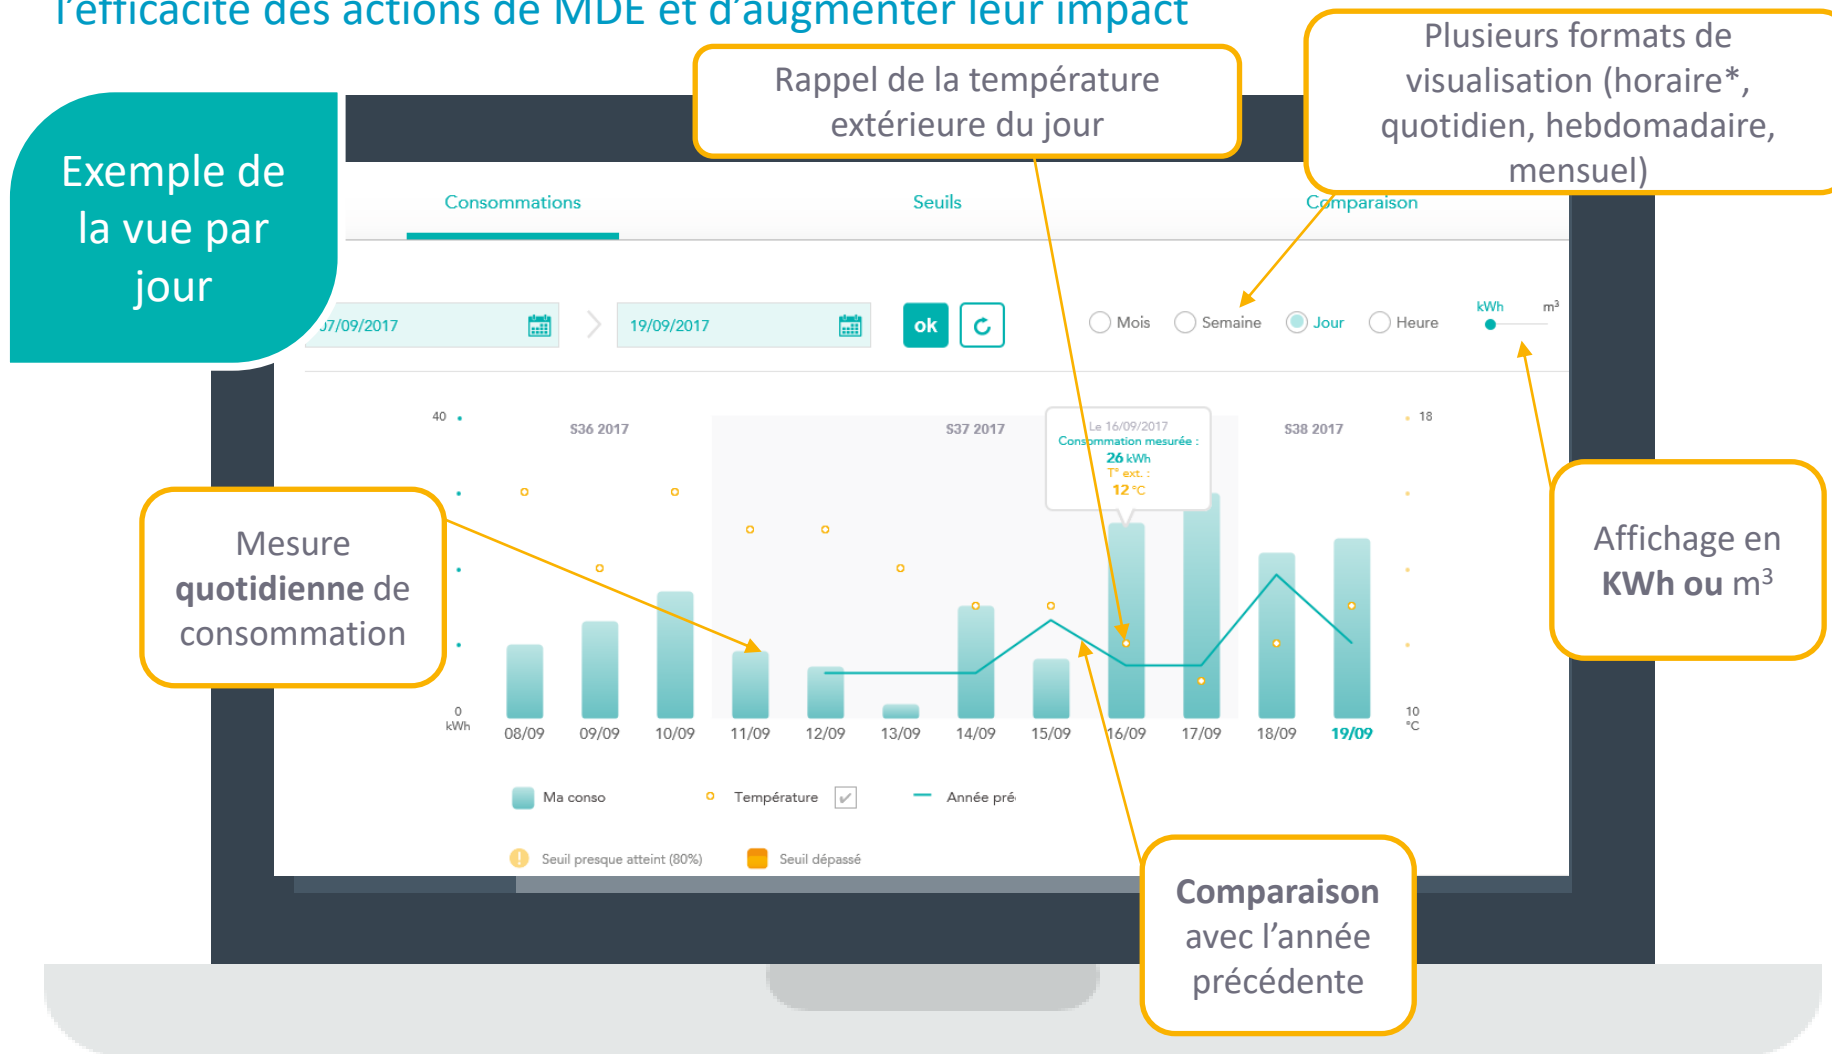 l'efficacité des actions de MDE et d'augmenter leur impact
Plusieurs formats de
visualisation (horaire*,
quotidien, hebdomadaire,
mensuel)
Rappel de la température
extérieure du jour
Exemple de
la vue par
jour
Consommations
Seuils
Comparaison
07/09/2017
19/09/2017
ok
Mois
Semaine
Jour
Heure
kWh
m³
40
S36 2017
S37 2017
S38 2017
18
Le 16/09/2017
Consommation mesurée :
26 kWh
T° ext. :
12 °C
Mesure
quotidienne de
consommation
Affichage en
KWh ou m³
0
kWh
10
°C
08/09
09/09
10/09
11/09
12/09
13/09
14/09
15/09
16/09
17/09
18/09
19/09
Ma conso
Température
Année pré
Seuil presque atteint (80%)
Seuil dépassé
Comparaison
avec l'année
précédente